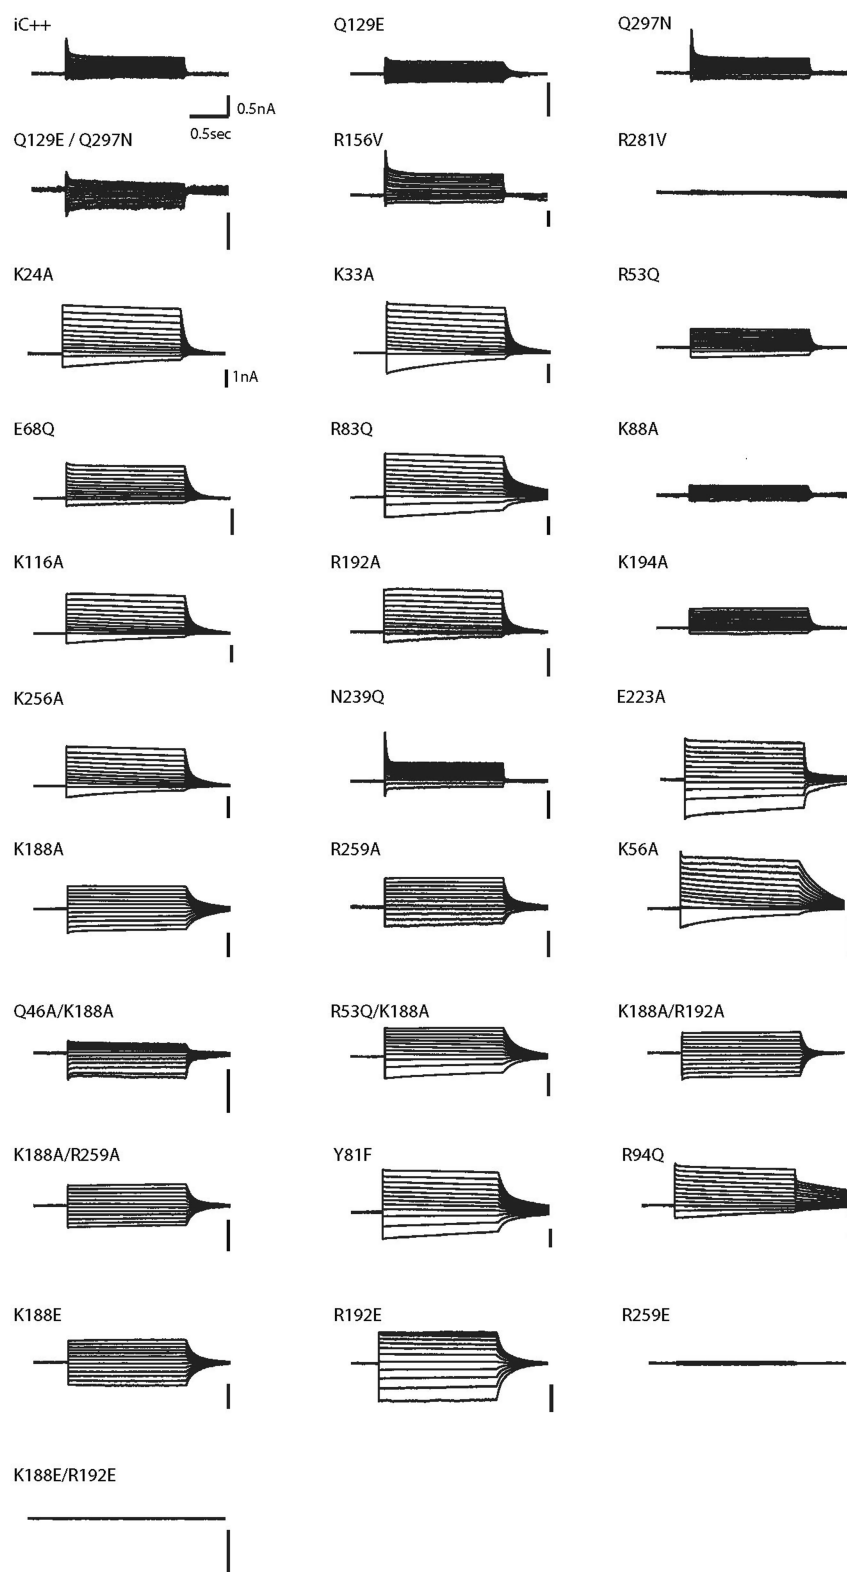 iC++ Q129E Q297N
0.5nA
0.5sec
Q129E / Q297N R156V R281V
K24A K33A R53Q
1nA
E68Q R83Q K88A
K116A R192A K194A
K256A N239Q E223A
K188A R259A K56A
Q46A/K188A R53Q/K188A K188A/R192A
K188A/R259A Y81F R94Q
K188E R192E R259E
K188E/R192E